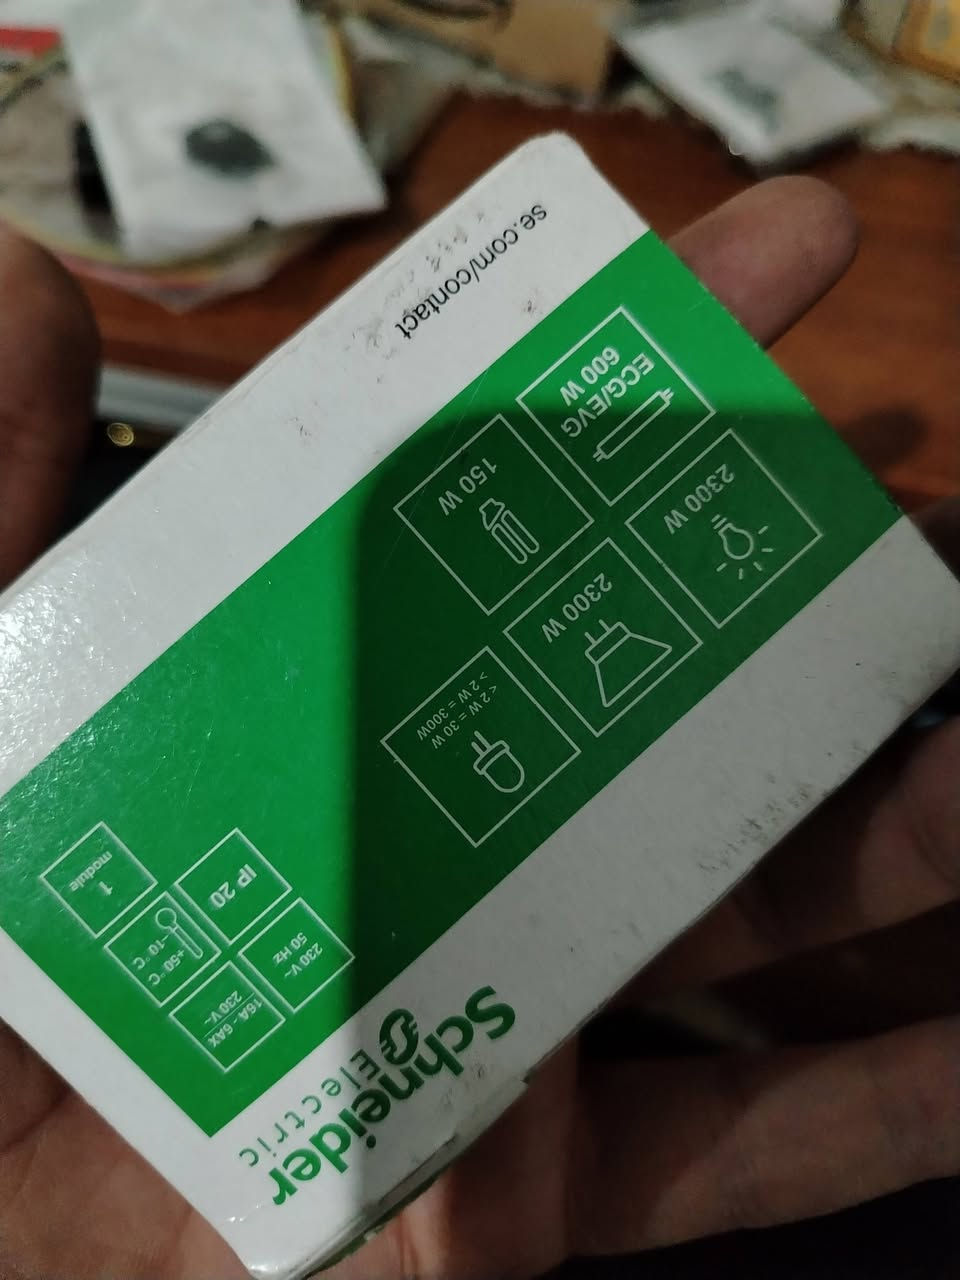 Schneider
Electric
16A - 6AX
230 V~
+50 °C
-10 °C
1
module
230 V~
50 Hz
IP 20
< 2 W = 30 W
> 2 W = 300W
2300 W
2300 W
150 W
ECG/EVG
600 W
se.com/contact